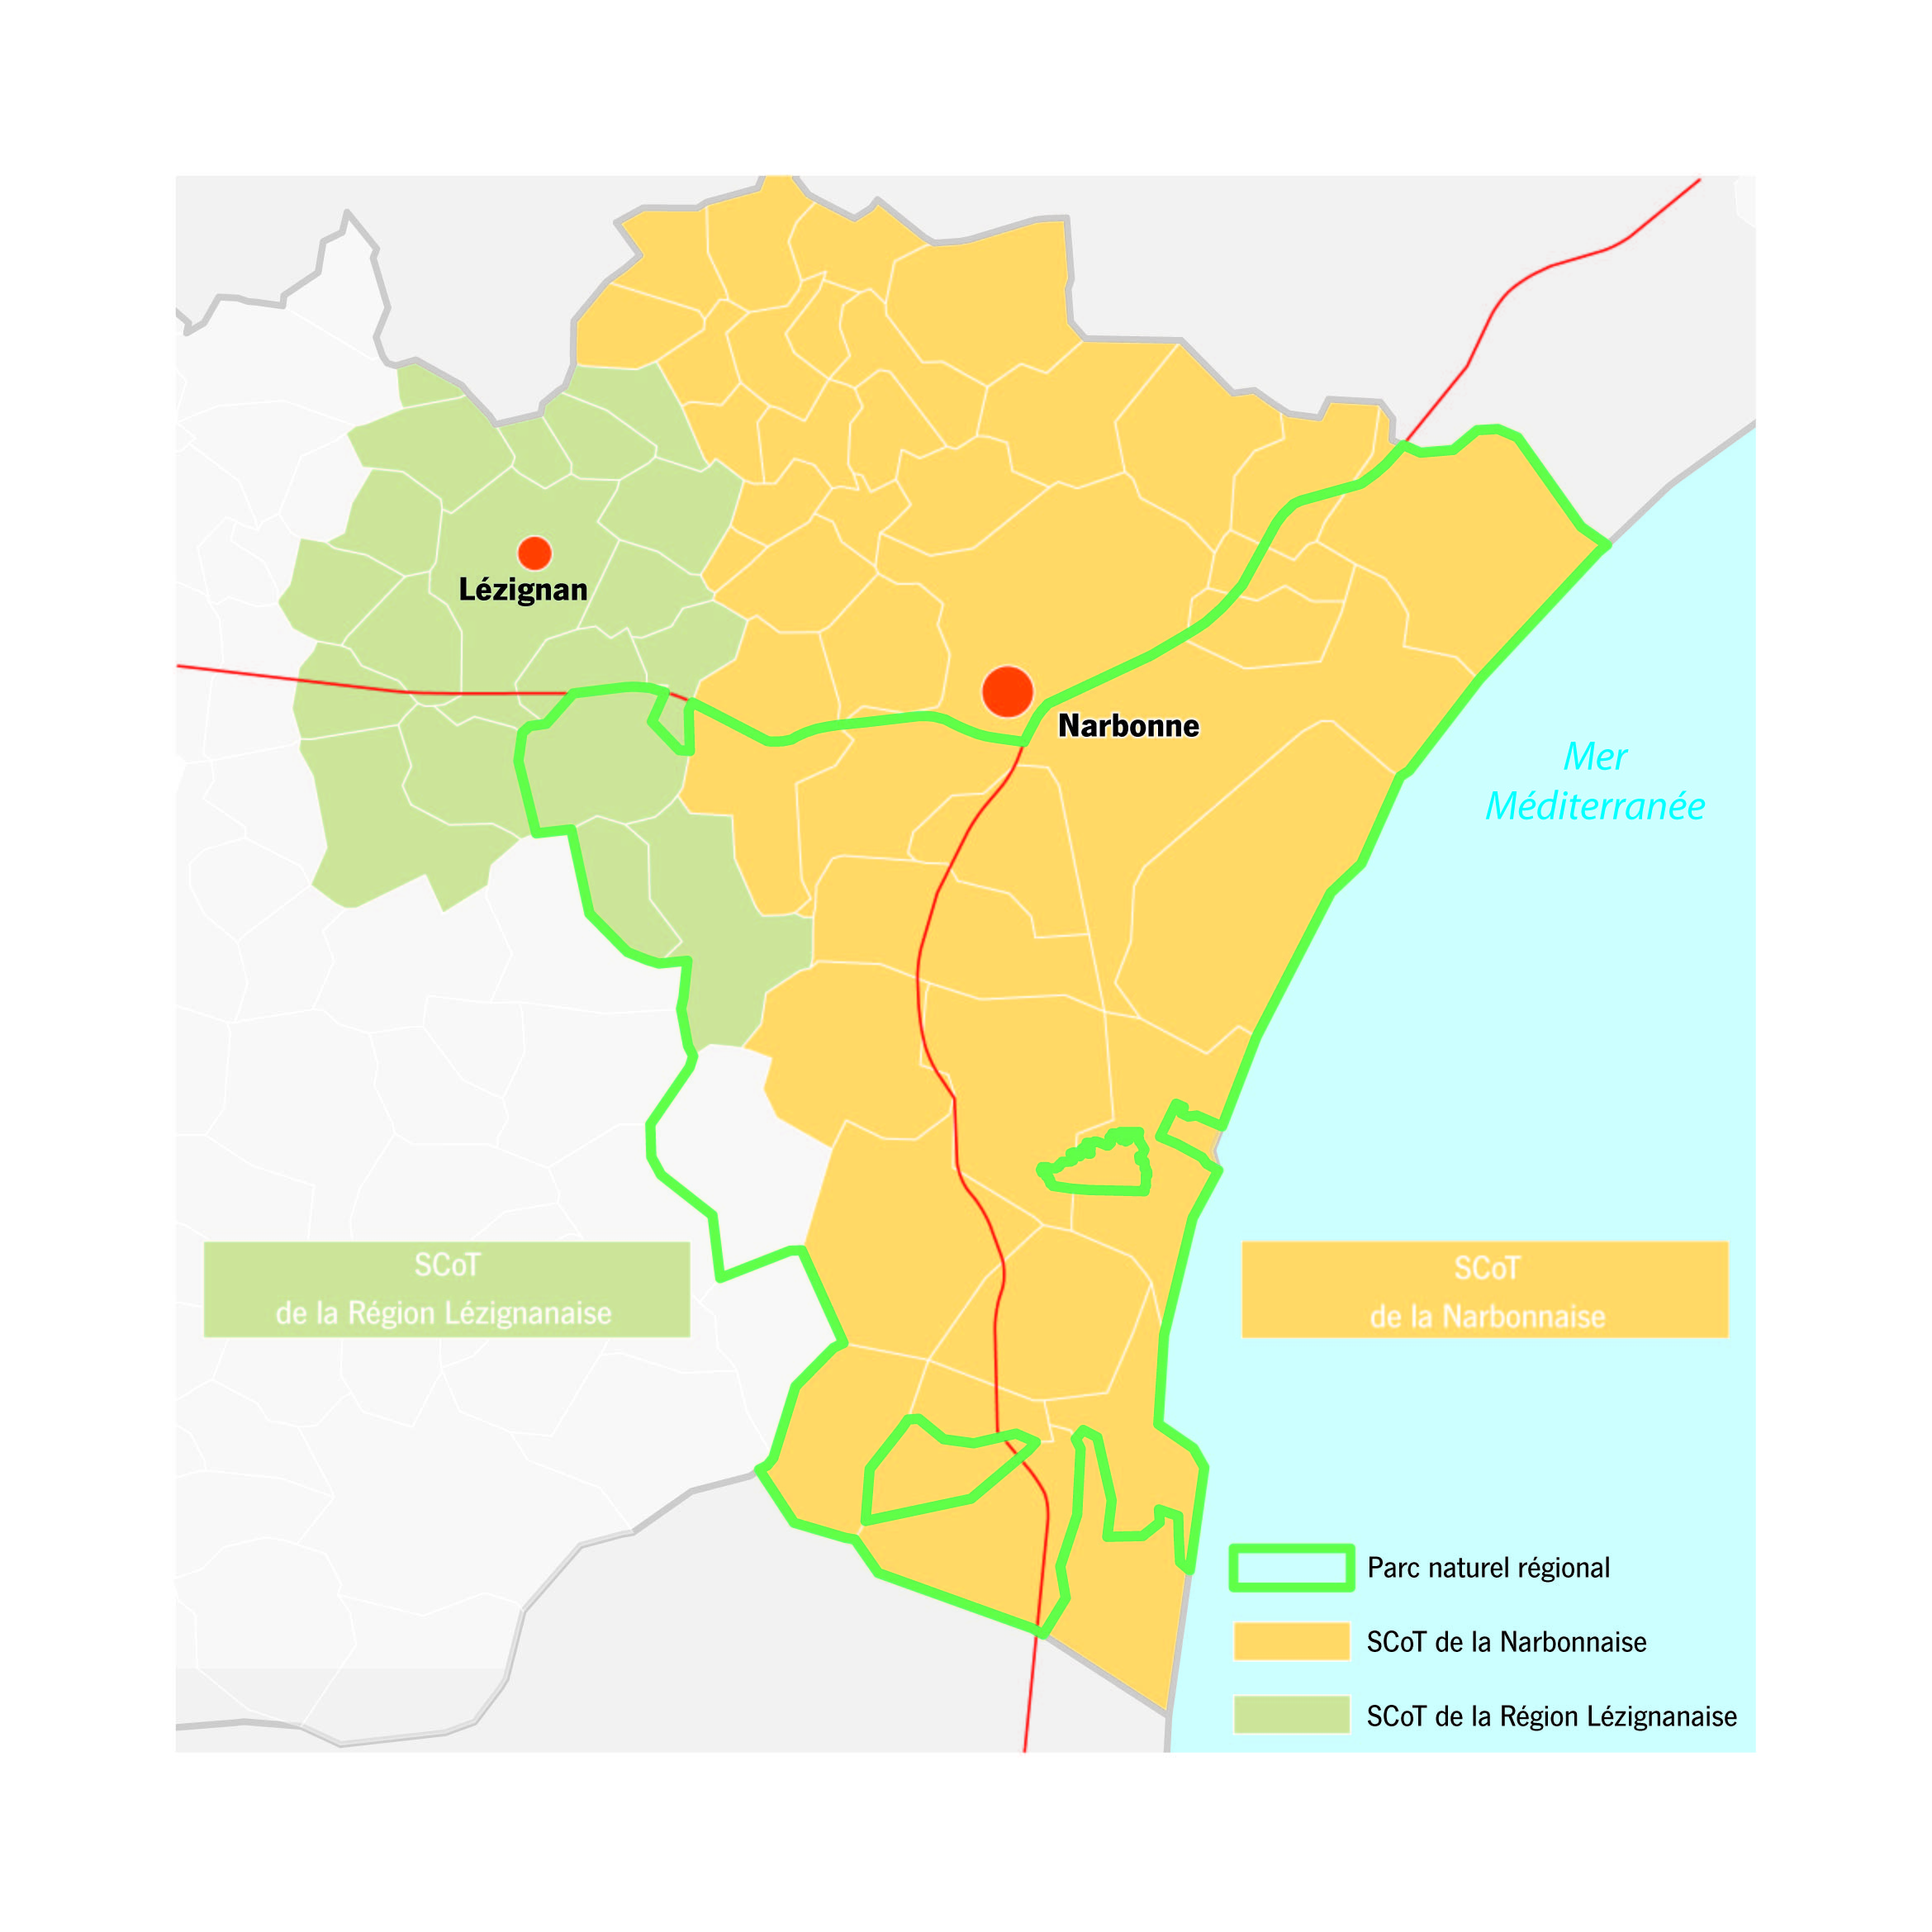 Lézignan
Narbonne
Mer
Méditerranée
SCoT
de la Région Lézignanaise
SCoT
de la Narbonnaise
Parc naturel régional
SCoT de la Narbonnaise
SCoT de la Région Lézignanaise